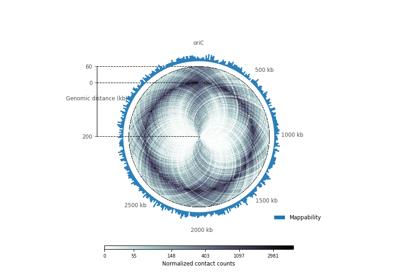 oriC
500 kb
60
0
Genomic distance (kb)
200
1000 kb
1500 kb
2500 kb
2000 kb
Mappability
0 55 148 403 1097 2981
Normalized contact counts